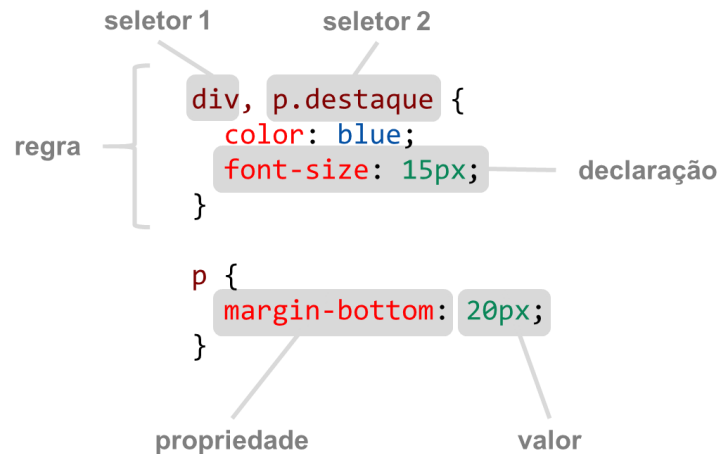 seletor 1 seletor 2
div, p.destaque {
color: blue;
regra
font-size: 15px; declaração
}
p {
margin-bottom: 20px;
}
propriedade valor